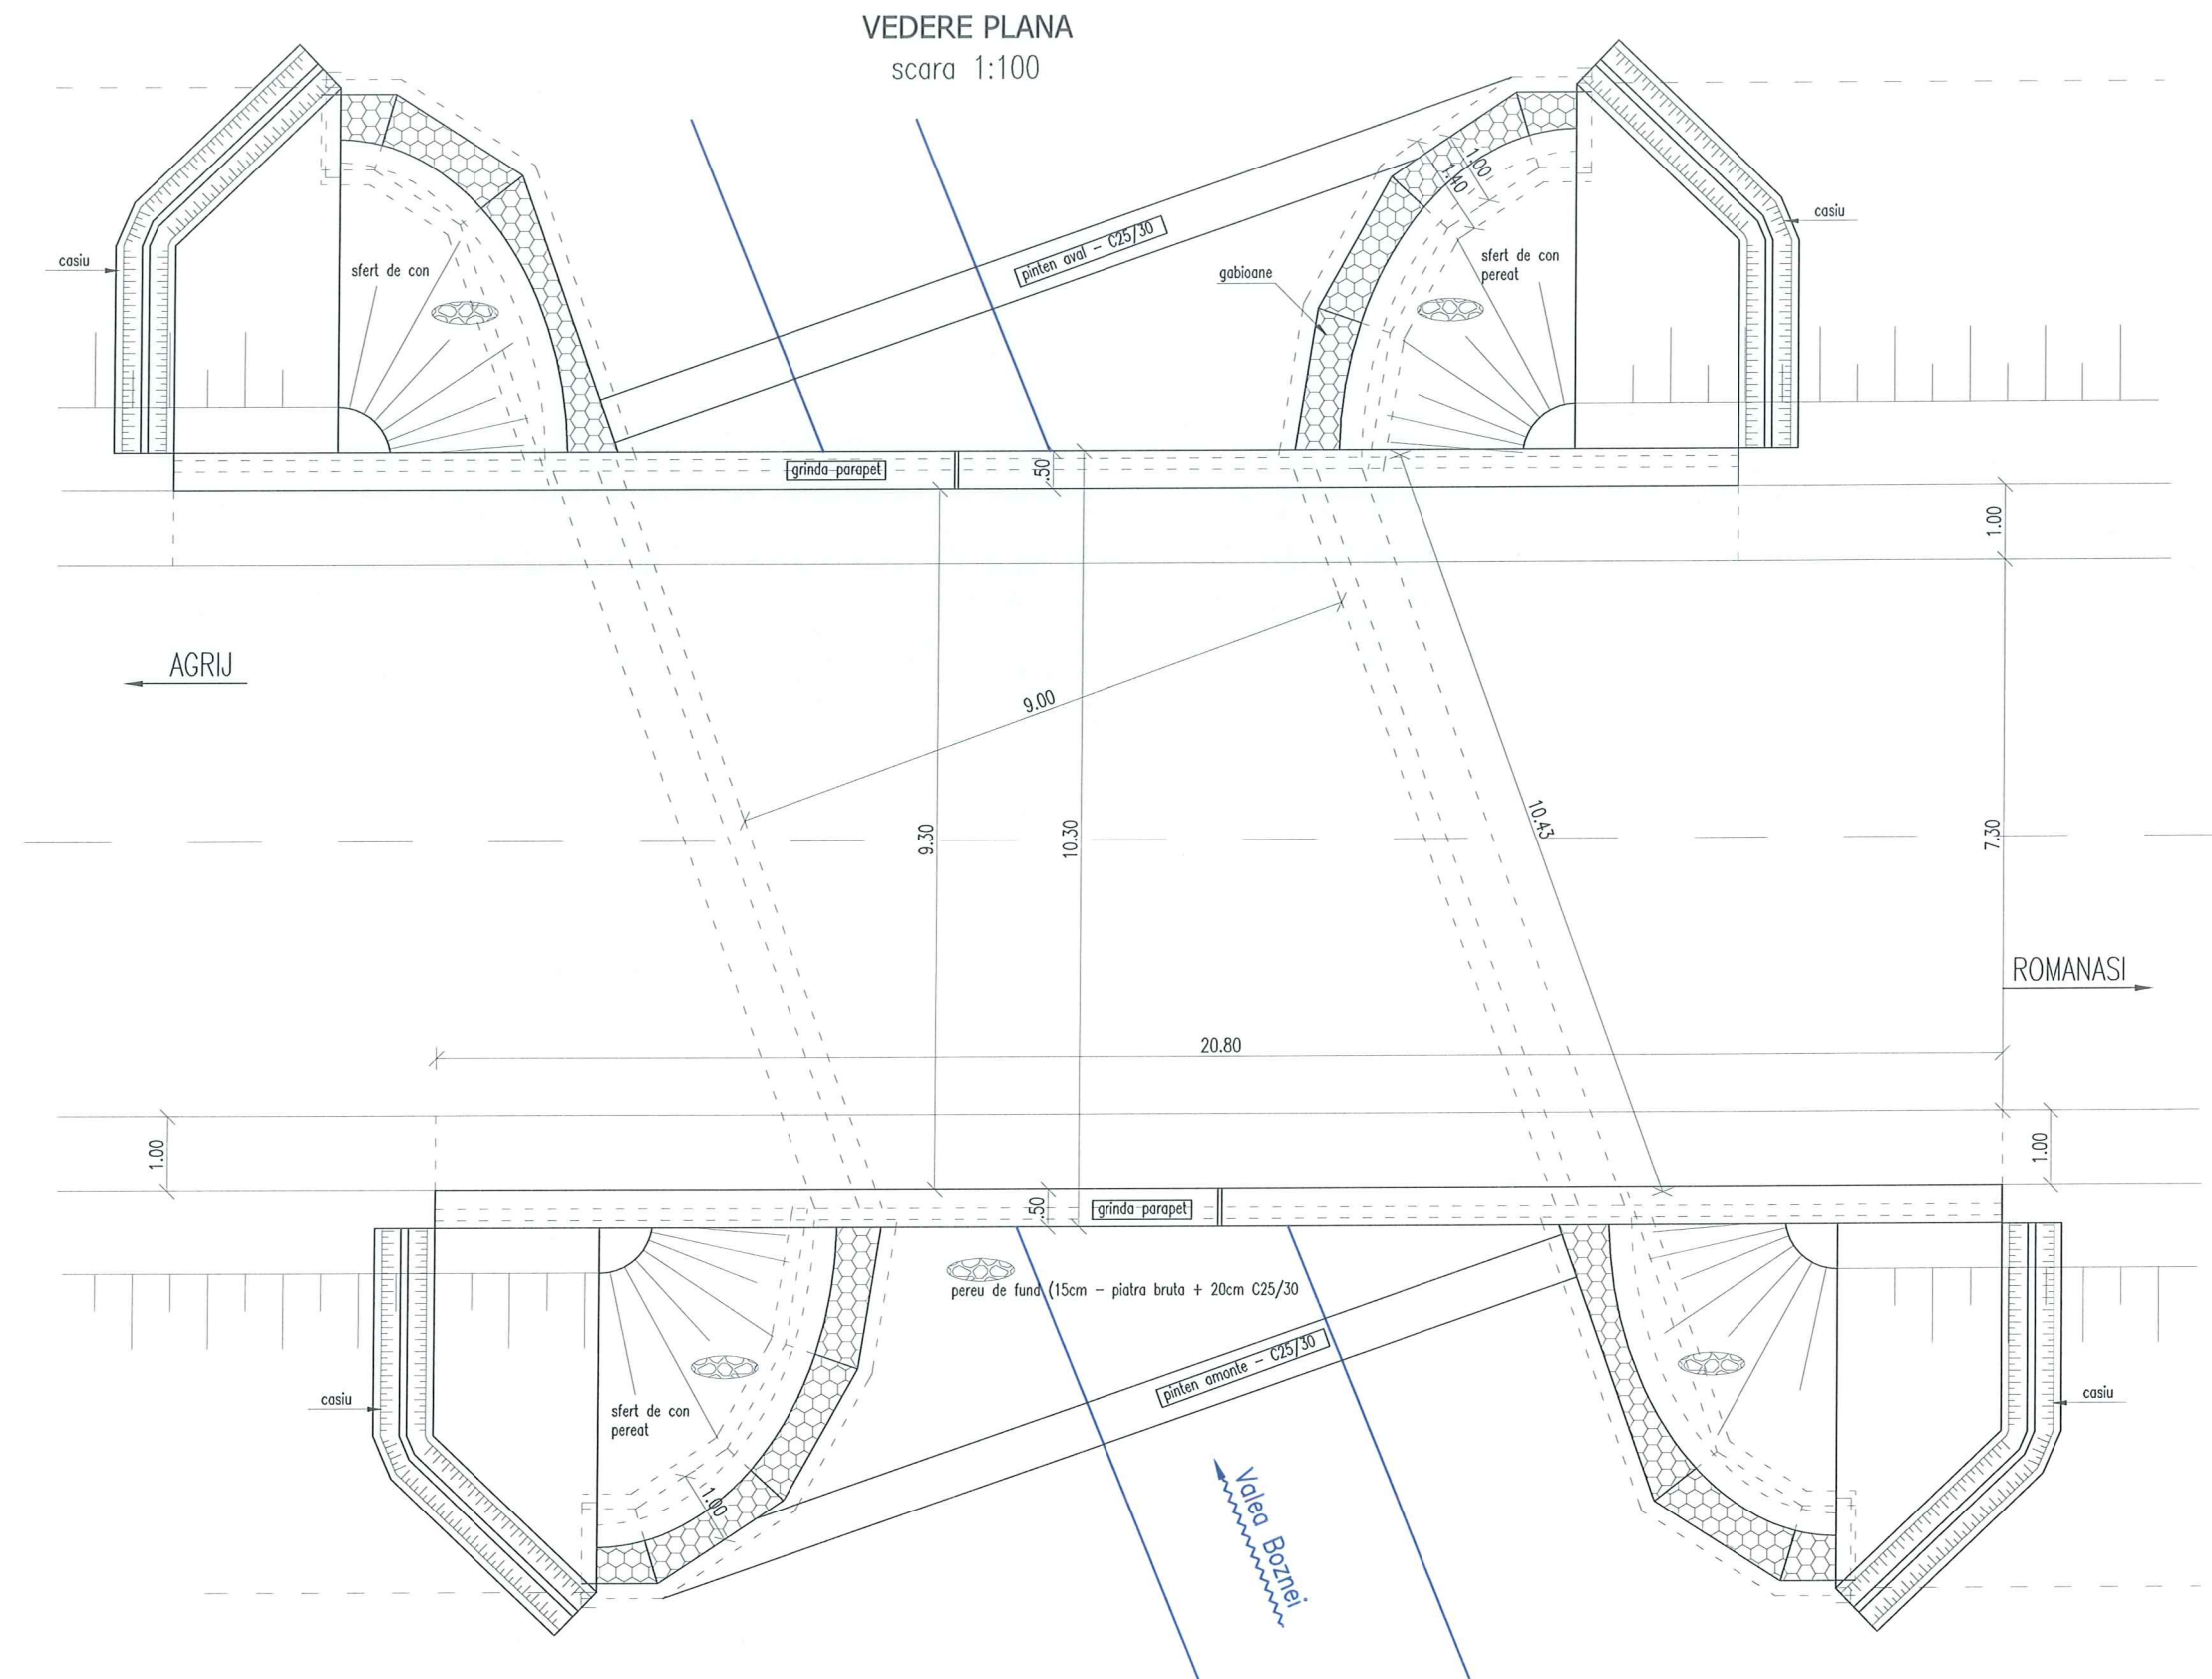 VEDERE PLANA
scara 1:100
casiu
sfert de con
pinten aval - C25/30
gabioane
1.00
1.40
sfert de con
pereat
casiu
grinda parapet
.50
1.00
AGRIJ
9.00
9.30
10.30
10.43
7.30
ROMANASI
20.80
1.00
1.00
.50
grinda parapet
pereu de fund (15cm - piatra bruta + 20cm C25/30
pinten amonte - C25/30
casiu
sfert de con
pereat
1.00
casiu
Valea Boznei